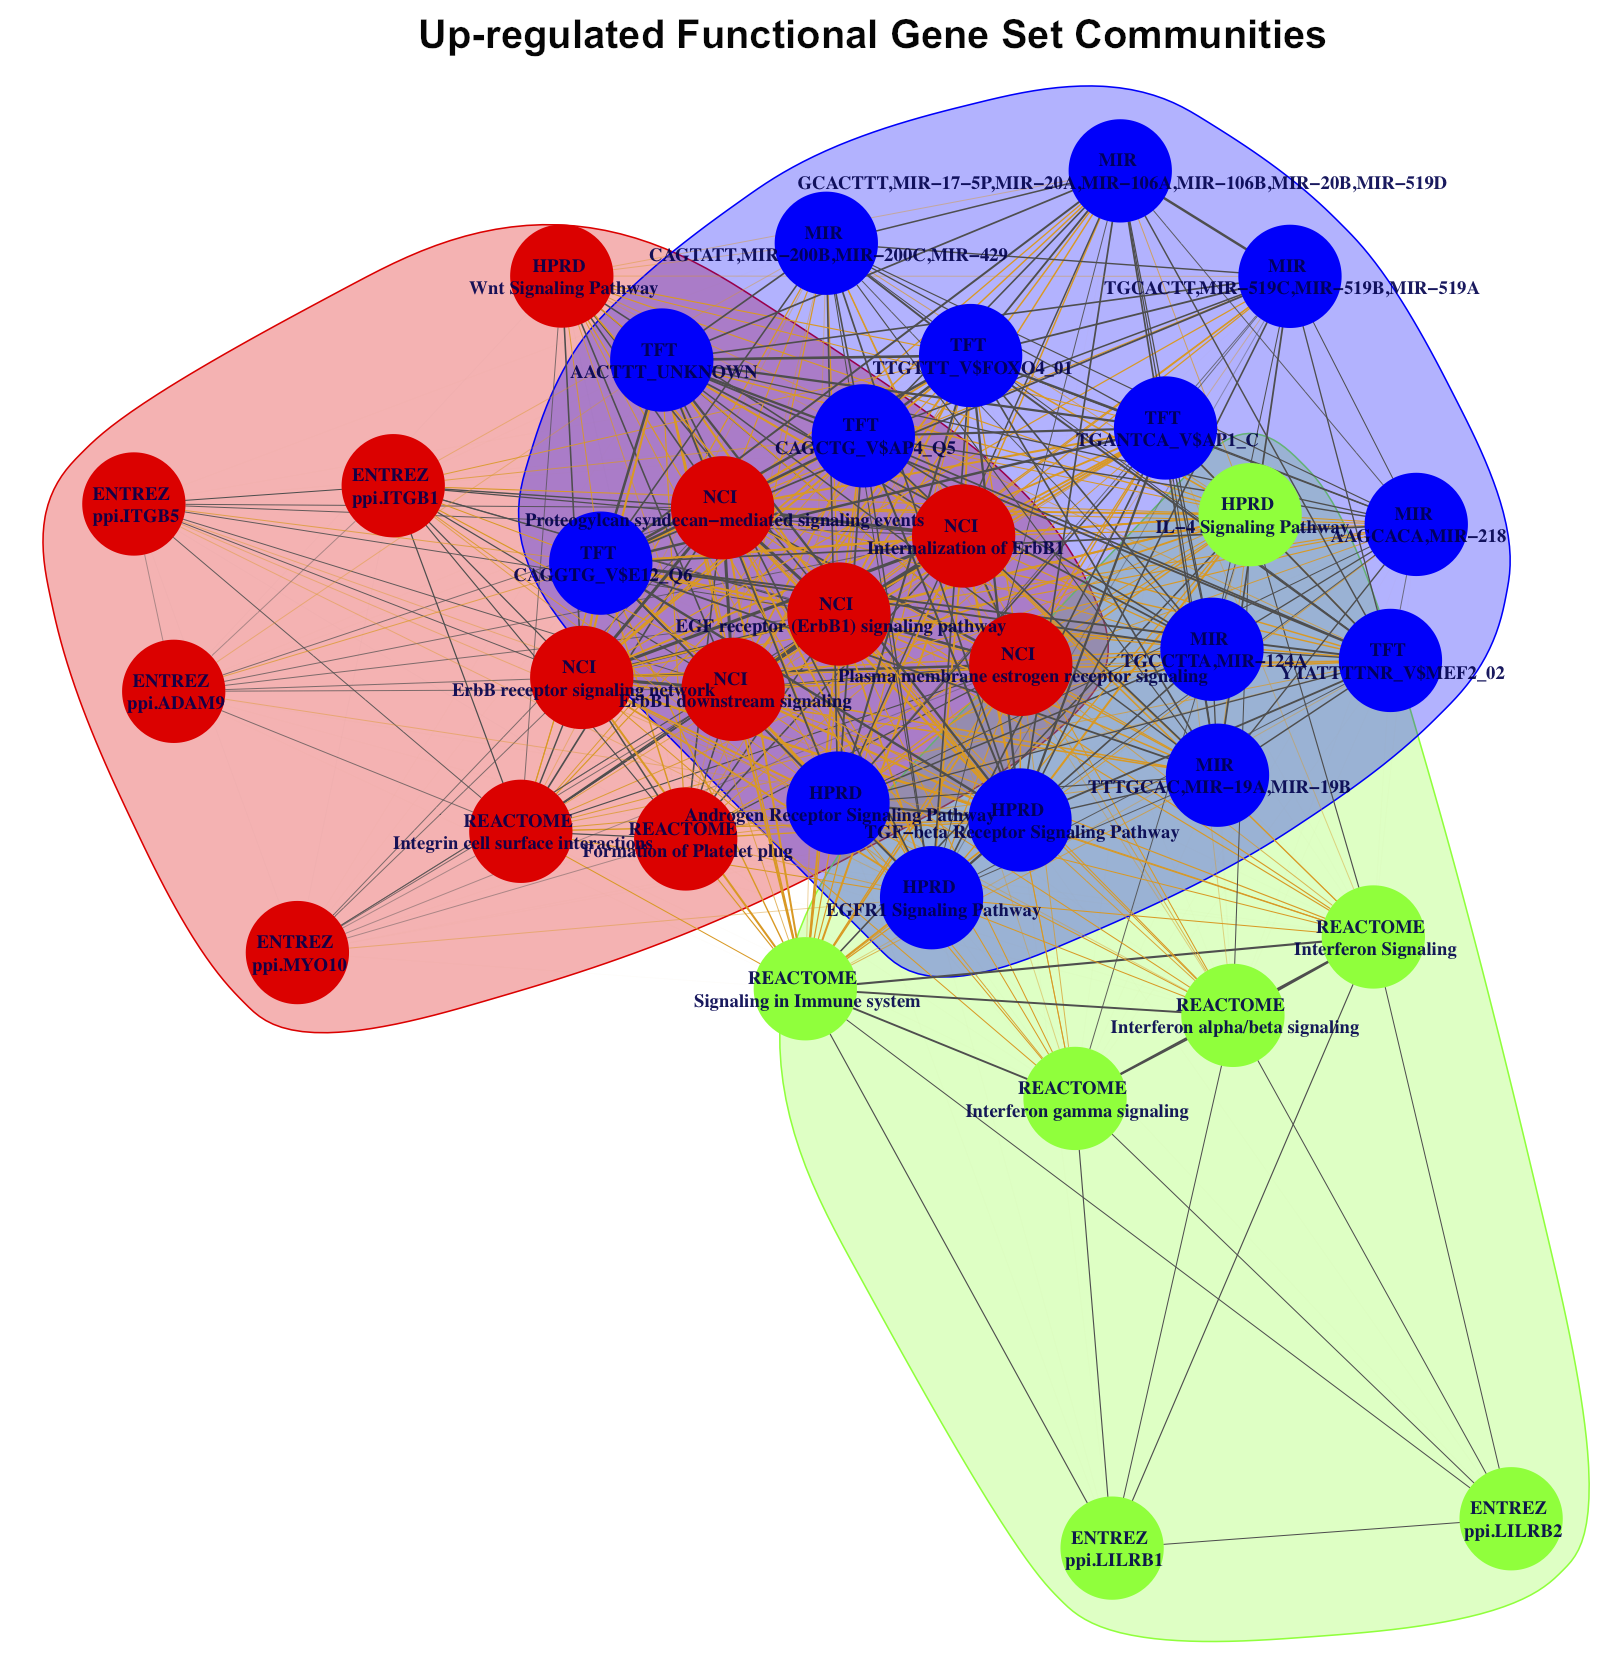 Up-regulated Functional Gene Set Communities
MIR
GCACTTT,MIR−17−5P,MIR−20A,MIR−106A,MIR−106B,MIR−20B,MIR−519D
MIR
CAGTATT,MIR−200B,MIR−200C,MIR−429
HPRD
Wnt Signaling Pathway
MIR
TGCACTT,MIR−519C,MIR−519B,MIR−519A
TFT
AACTTT_UNKNOWN
TFT
TTGTTT_V$FOXO4_01
TFT
CAGCTG_V$AP4_Q5
TFT
TGANTCA_V$AP1_C
ENTREZ
ppi.ITGB5
ENTREZ
ppi.ITGB1
NCI
Proteogylcan syndecan−mediated signaling events
NCI
Internalization of ErbB1
HPRD
IL−4 Signaling Pathway
MIR
AAGCACA,MIR−218
TFT
CAGGTG_V$E12_Q6
NCI
EGF receptor (ErbB1) signaling pathway
NCI
ErbB receptor signaling network
NCI
ErbB1 downstream signaling
NCI
Plasma membrane estrogen receptor signaling
MIR
TGCCTTA,MIR−124A
TFT
YTATTTTNR_V$MEF2_02
ENTREZ
ppi.ADAM9
MIR
TTTGCAC,MIR−19A,MIR−19B
HPRD
Androgen Receptor Signaling Pathway
HPRD
TGF−beta Receptor Signaling Pathway
REACTOME
Integrin cell surface interactions
REACTOME
Formation of Platelet plug
HPRD
EGFR1 Signaling Pathway
ENTREZ
ppi.MYO10
REACTOME
Interferon Signaling
REACTOME
Signaling in Immune system
REACTOME
Interferon alpha/beta signaling
REACTOME
Interferon gamma signaling
ENTREZ
ppi.LILRB2
ENTREZ
ppi.LILRB1